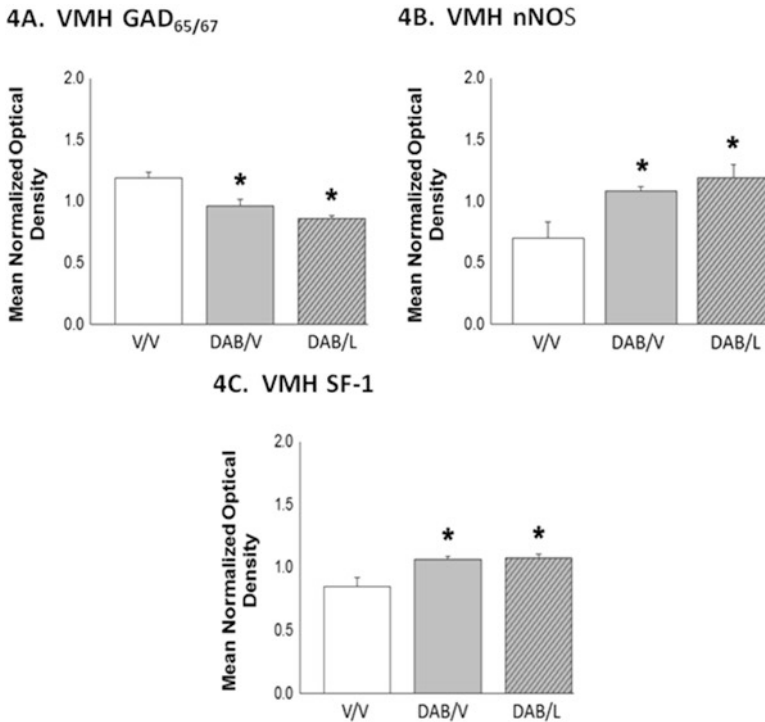 4A. VMH GAD65/67
Mean Normalized Optical
Density
2.0
1.5
1.0
0.5
0.0
*
*
V/V
DAB/V
DAB/L
4B. VMH nNOS
Mean Normalized Optical
Density
2.0
1.5
1.0
0.5
0.0
*
*
V/V
DAB/V
DAB/L
4C. VMH SF-1
Mean Normalized Optical
Density
2.0
1.5
1.0
0.5
0.0
*
*
V/V
DAB/V
DAB/L